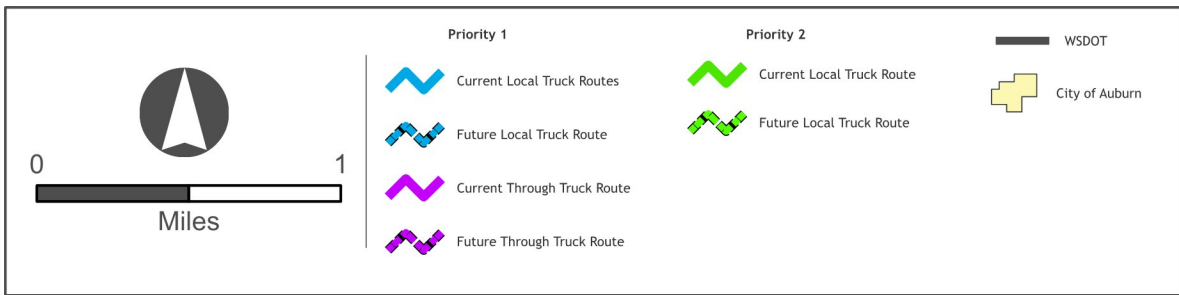 0 1
Miles
Priority 1
Current Local Truck Routes
Future Local Truck Route
Current Through Truck Route
Future Through Truck Route
Priority 2
Current Local Truck Route
Future Local Truck Route
WSDOT
City of Auburn